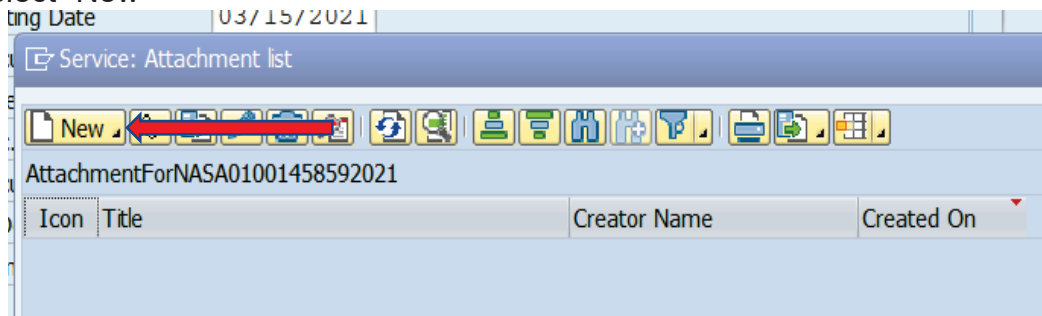 ting Date 03/15/2021
Service: Attachment list
New
AttachmentForNASA01001458592021
Icon Title Creator Name Created On